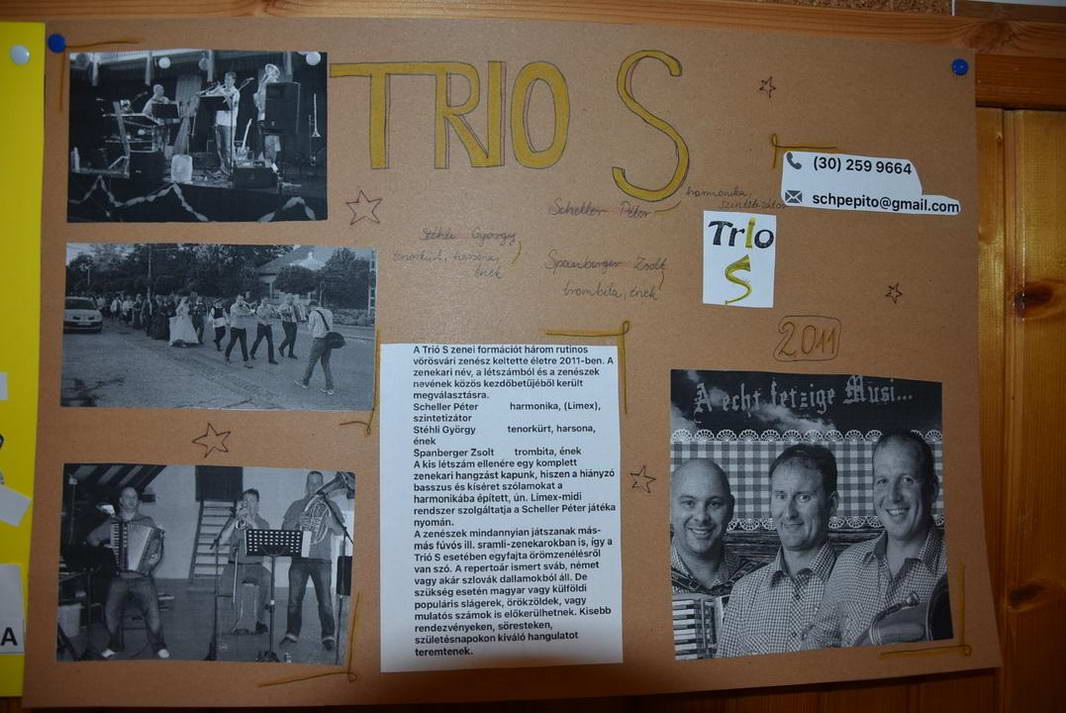 TRIO S
(30) 259 9664
schpepito@gmail.com
harmonika,
szintetizátor
Scheller Péter
Stéhli György
tenorkürt, harsona,
ének
Spanberger Zsolt
trombita, ének
Trio
S
2011
A Trió S zenei formációt három rutinos
vörösvári zenész keltette életre 2011-ben. A
zenekari név, a létszámból és a zenészek
nevének közös kezdőbetűjéből került
megválasztásra.
Scheller Péter harmonika, (Limex),
szintetizátor
Stéhli György tenorkürt, harsona,
ének
Spanberger Zsolt trombita, ének
A kis létszám ellenére egy komplett
zenekari hangzást kapunk, hiszen a hiányzó
basszus és kíséret szólamokat a
harmonikába épített, ún. Limex-midi
rendszer szolgáltatja a Scheller Péter játéka
nyomán.
A zenészek mindannyian játszanak más-
más fúvós ill. sramli-zenekarokban is, így a
Trió S esetében egyfajta örömzenélésről
van szó. A repertoár ismert sváb, német
vagy akár szlovák dallamokból áll. De
szükség esetén magyar vagy külföldi
populáris slágerek, örökzöldek, vagy
mulatós számok is előkerülhetnek. Kisebb
rendezvényeken, söresteken,
születésnapokon kiváló hangulatot
teremtenek.
A echt fetzige Musi...
A